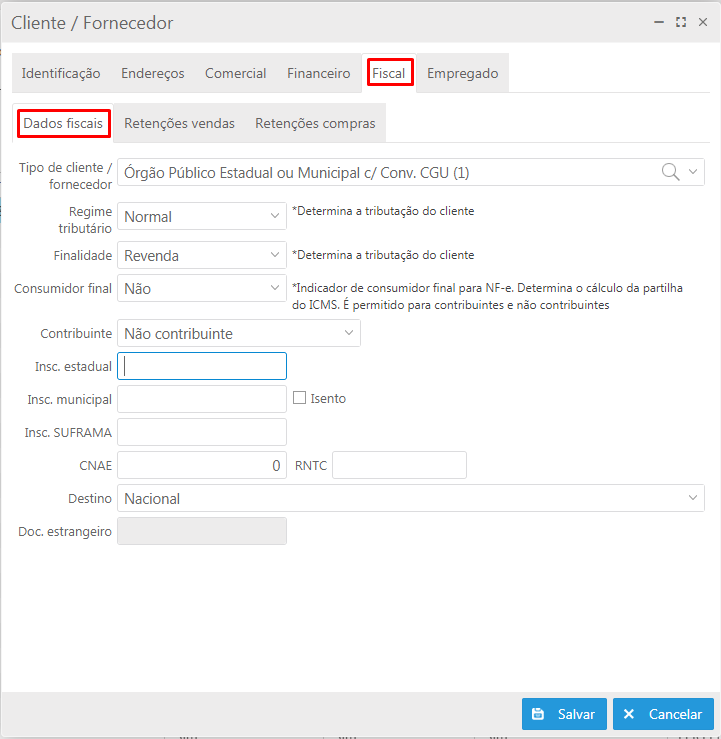 Cliente / Fornecedor
Identificação Endereços Comercial Financeiro Fiscal Empregado
Dados fiscais Retenções vendas Retenções compras
Tipo de cliente / fornecedor Órgão Público Estadual ou Municipal c/ Conv. CGU (1)
Regime tributário Normal *Determina a tributação do cliente
Finalidade Revenda *Determina a tributação do cliente
Consumidor final Não *Indicador de consumidor final para NF-e. Determina o cálculo da partilha
do ICMS. É permitido para contribuintes e não contribuintes
Contribuinte Não contribuinte
Insc. estadual
Insc. municipal Isento
Insc. SUFRAMA
CNAE 0 RNTC
Destino Nacional
Doc. estrangeiro
Salvar Cancelar